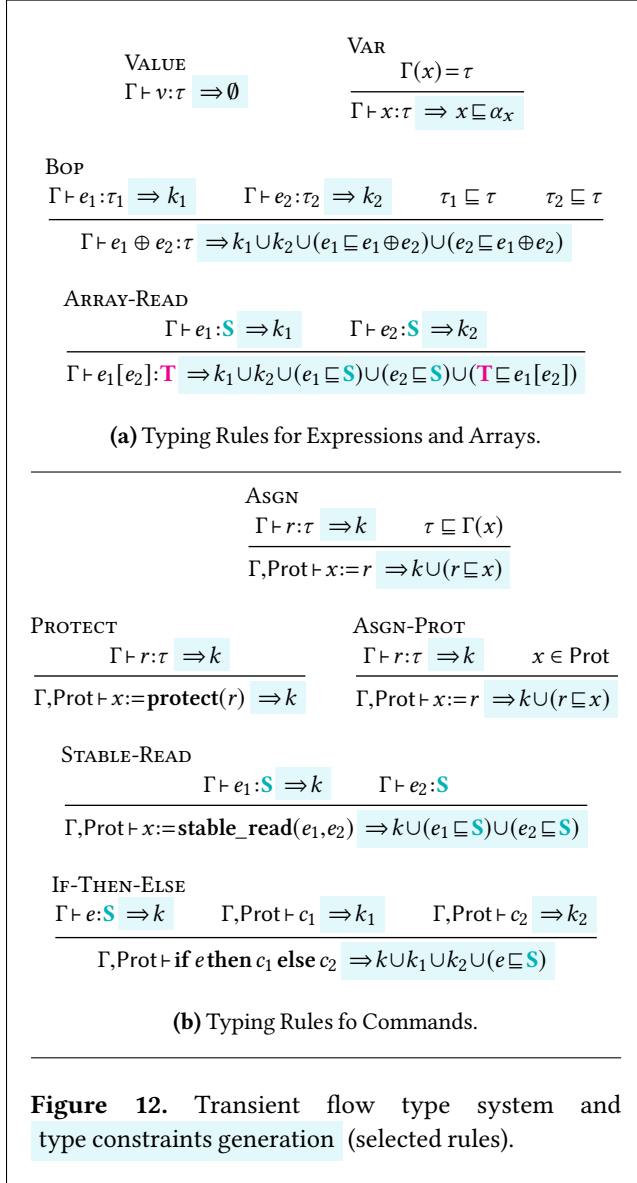 VALUE
Γ ⊢ v:τ ⇒ ∅
VAR
Γ(x) = τ
Γ ⊢ x:τ ⇒ x ⊑ α_x
BOP
Γ ⊢ e₁:τ₁ ⇒ k₁ Γ ⊢ e₂:τ₂ ⇒ k₂ τ₁ ⊑ τ τ₂ ⊑ τ
Γ ⊢ e₁ ⊕ e₂:τ ⇒ k₁∪k₂∪(e₁ ⊑ e₁⊕e₂)∪(e₂ ⊑ e₁⊕e₂)
ARRAY-READ
Γ ⊢ e₁:S ⇒ k₁ Γ ⊢ e₂:S ⇒ k₂
Γ ⊢ e₁[e₂]:T ⇒ k₁∪k₂∪(e₁ ⊑ S)∪(e₂ ⊑ S)∪(T ⊑ e₁[e₂])
(a) Typing Rules for Expressions and Arrays.
ASGN
Γ ⊢ r:τ ⇒ k τ ⊑ Γ(x)
Γ,Prot ⊢ x:=r ⇒ k∪(r ⊑ x)
PROTECT
Γ ⊢ r:τ ⇒ k
Γ,Prot ⊢ x:=protect(r) ⇒ k
ASGN-PROT
Γ ⊢ r:τ ⇒ k x ∈ Prot
Γ,Prot ⊢ x:=r ⇒ k∪(r ⊑ x)
STABLE-READ
Γ ⊢ e₁:S ⇒ k Γ ⊢ e₂:S
Γ,Prot ⊢ x:=stable_read(e₁,e₂) ⇒ k∪(e₁ ⊑ S)∪(e₂ ⊑ S)
IF-THEN-ELSE
Γ ⊢ e:S ⇒ k Γ,Prot ⊢ c₁ ⇒ k₁ Γ,Prot ⊢ c₂ ⇒ k₂
Γ,Prot ⊢ if e then c₁ else c₂ ⇒ k∪k₁∪k₂∪(e ⊑ S)
(b) Typing Rules fo Commands.
Figure 12. Transient flow type system and
type constraints generation (selected rules).